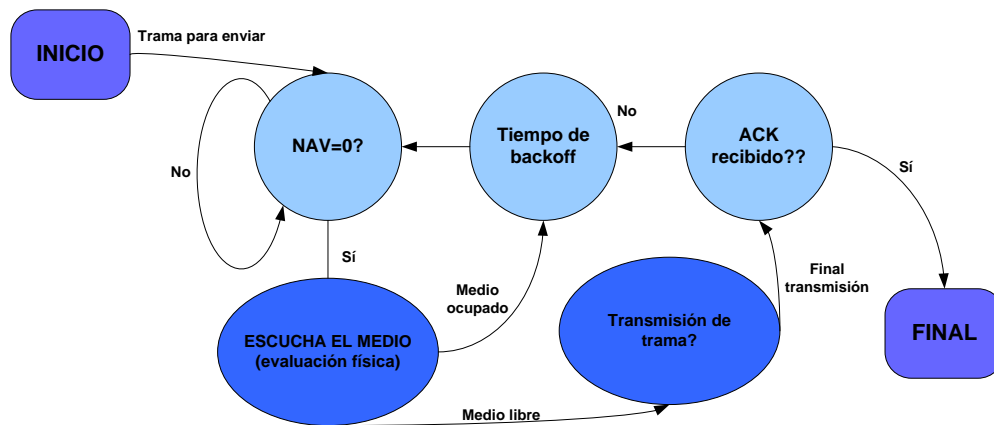 INICIO
Trama para enviar
NAV=0?
No
Tiempo de
backoff
No
ACK
recibido??
Sí
Sí
Medio
ocupado
Final
transmisión
ESCUCHA EL MEDIO
(evaluación física)
Transmisión de
trama?
FINAL
Medio libre